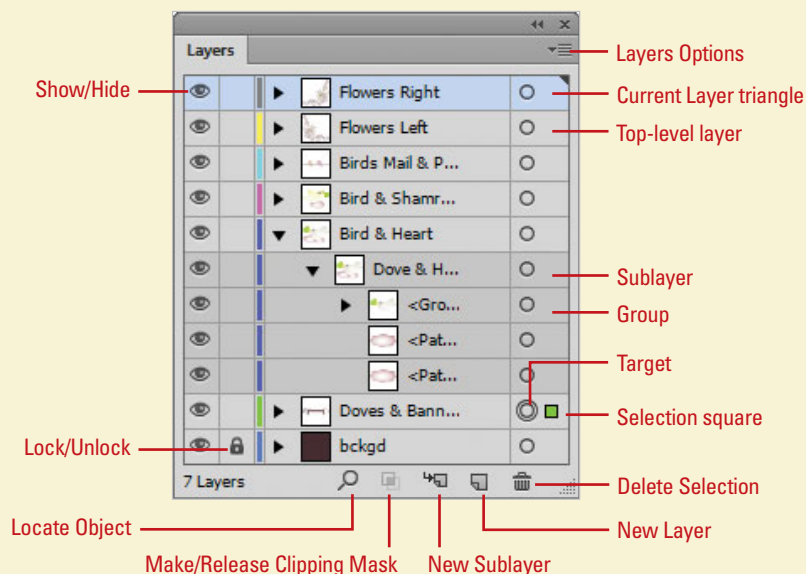 Layers
Layers Options
Show/Hide
Flowers Right
Current Layer triangle
Flowers Left
Top-level layer
Birds Mail & P...
Bird & Shamr...
Bird & Heart
Dove & H...
Sublayer
<Gro...
Group
<Pat...
Target
<Pat...
Doves & Bann...
Selection square
Lock/Unlock
bckgd
7 Layers
Delete Selection
Locate Object
New Layer
Make/Release Clipping Mask
New Sublayer